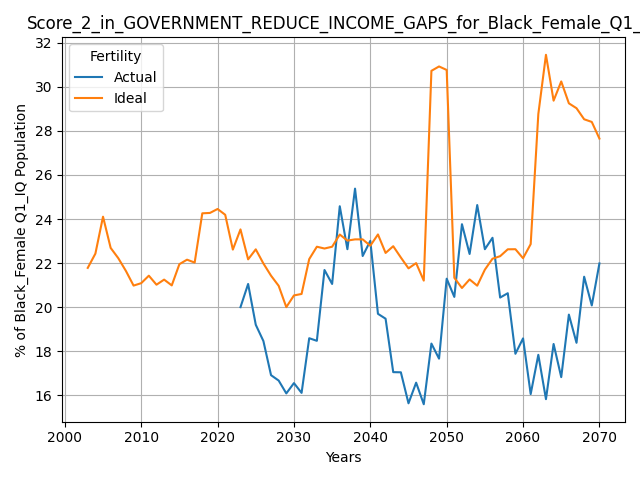 Score_2_in_GOVERNMENT_REDUCE_INCOME_GAPS_for_Black_Female_Q1_
Fertility
Actual
Ideal
% of Black_Female Q1_IQ Population
32
30
28
26
24
22
20
18
16
2000 2010 2020 2030 2040 2050 2060 2070
Years